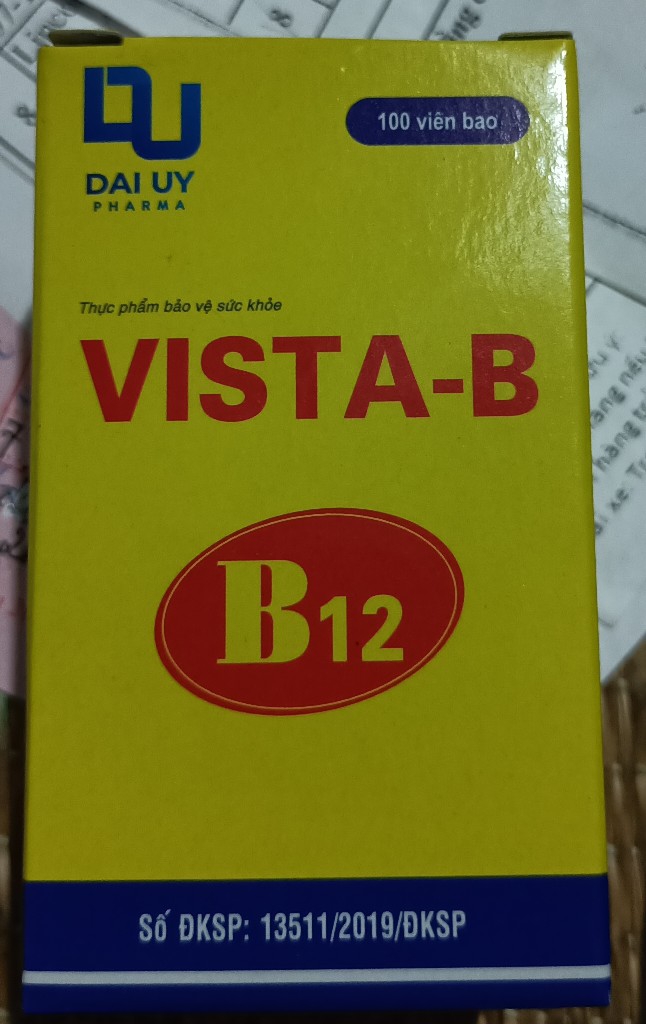 DU
DAI UY
PHARMA
100 viên bao
Thực phẩm bảo vệ sức khỏe
VISTA-B
B12
Số ĐKSP: 13511/2019/ĐKSP